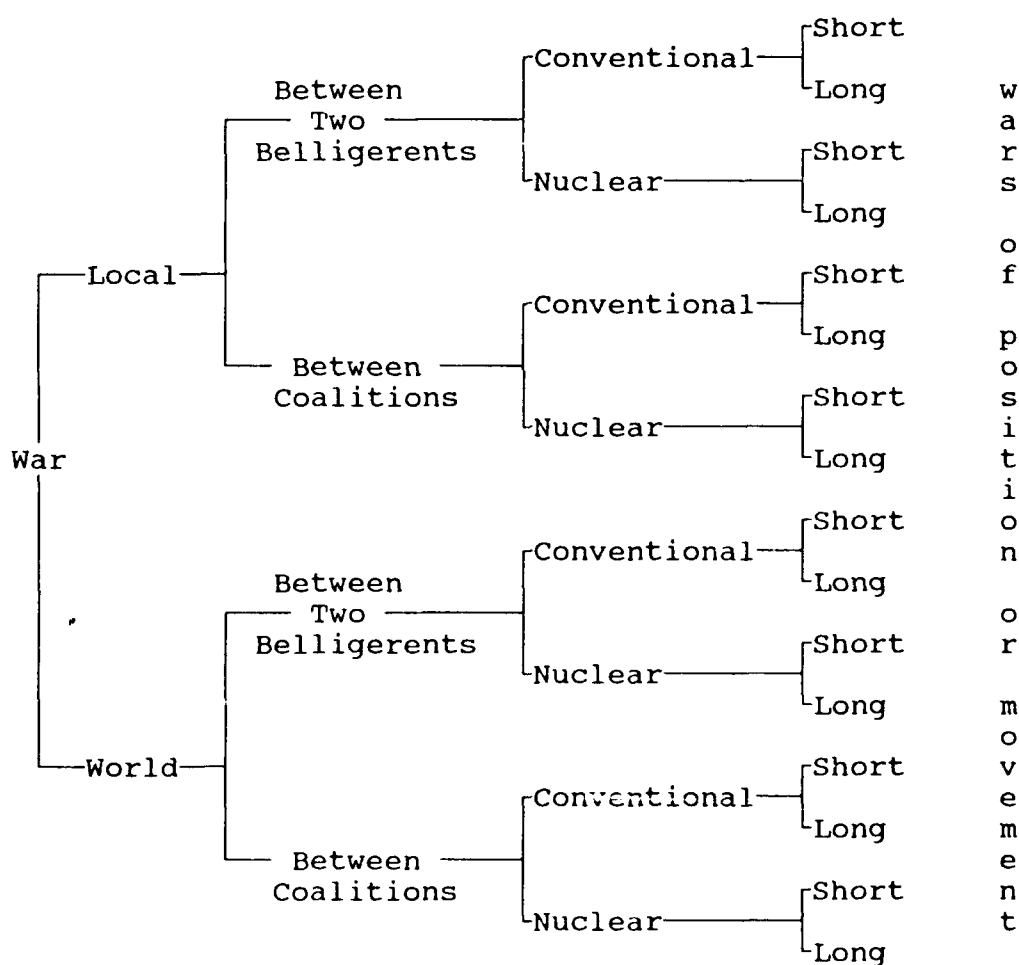 Short
Conventional
Between
Long
Two
Belligerents
Short
Nuclear
Long
Local
Short
Conventional
Long
Between
Coalitions
Short
Nuclear
War
Long
Short
Conventional
Between
Long
Two
Belligerents
Short
Nuclear
Long
World
Short
Conventional
Long
Between
Coalitions
Short
Nuclear
Long
wars of position or movement